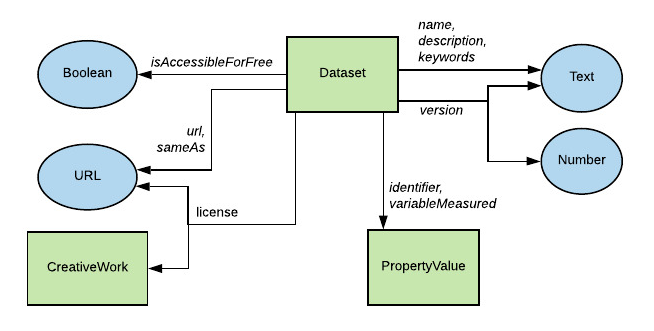 name,
description,
keywords
isAccessibleForFree
Boolean
Dataset
Text
version
url,
sameAs
Number
URL
identifier,
variableMeasured
license
CreativeWork
PropertyValue